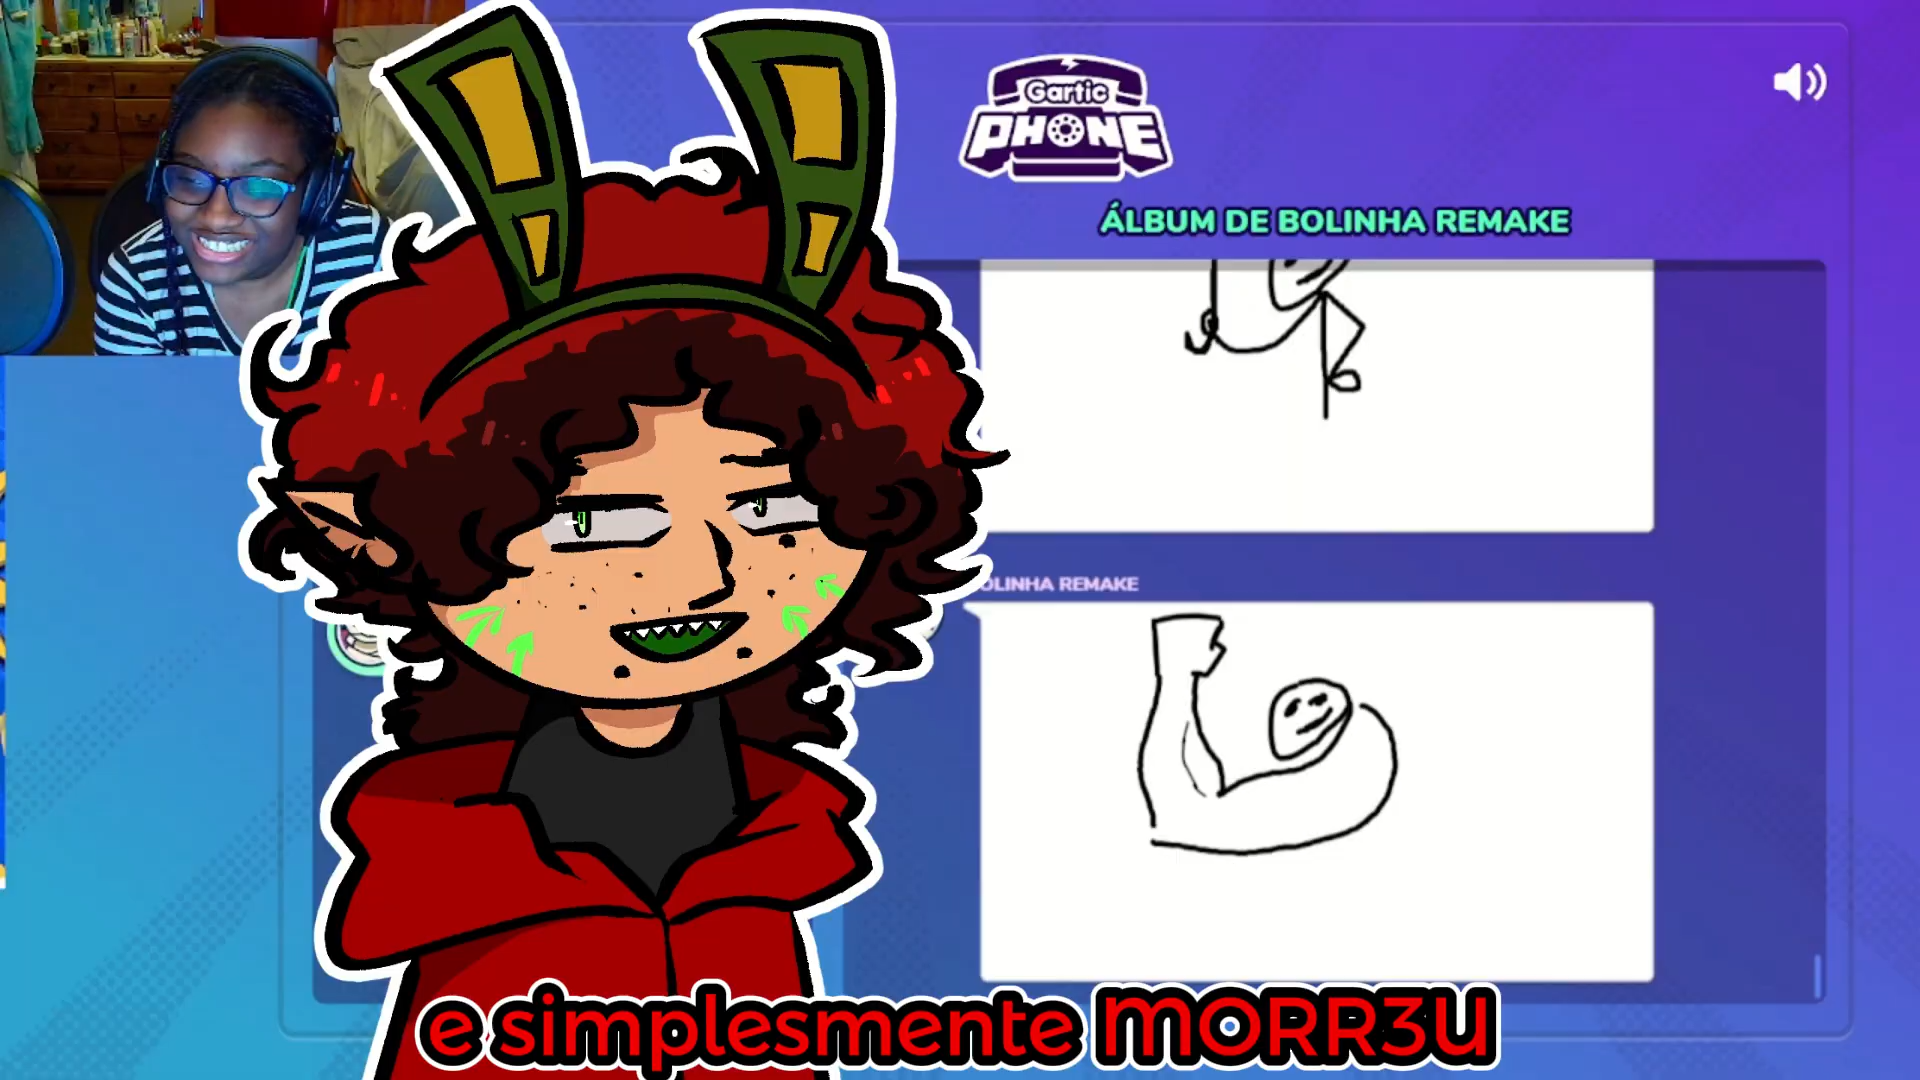 Gartic
PHONE
ÁLBUM DE BOLINHA REMAKE
OLINHA REMAKE
e simplesmente MORR3U